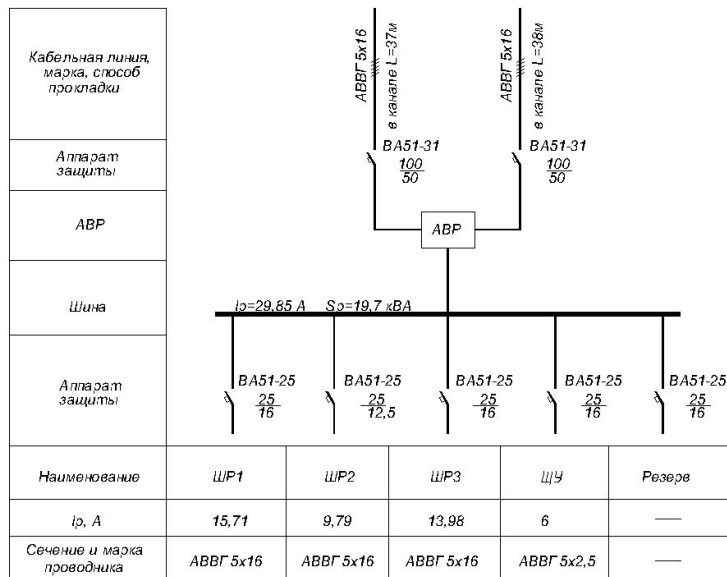 Кабельная линия,
марка, способ
прокладки
АВВГ 5х16
в канале L=37м
АВВГ 5х16
в канале L=38м
Аппарат
защиты
ВА51-31
100
50
ВА51-31
100
50
АВР
АВР
Шина
Iр=29,85 А Sр=19,7 кВА
Аппарат
защиты
ВА51-25
25
16
ВА51-25
25
12,5
ВА51-25
25
16
ВА51-25
25
16
ВА51-25
25
16
Наименование ШР1 ШР2 ШР3 ЩУ Резерв
Iр, А 15,71 9,79 13,98 6 —
Сечение и марка
проводника
АВВГ 5х16 АВВГ 5х16 АВВГ 5х16 АВВГ 5х2,5 —